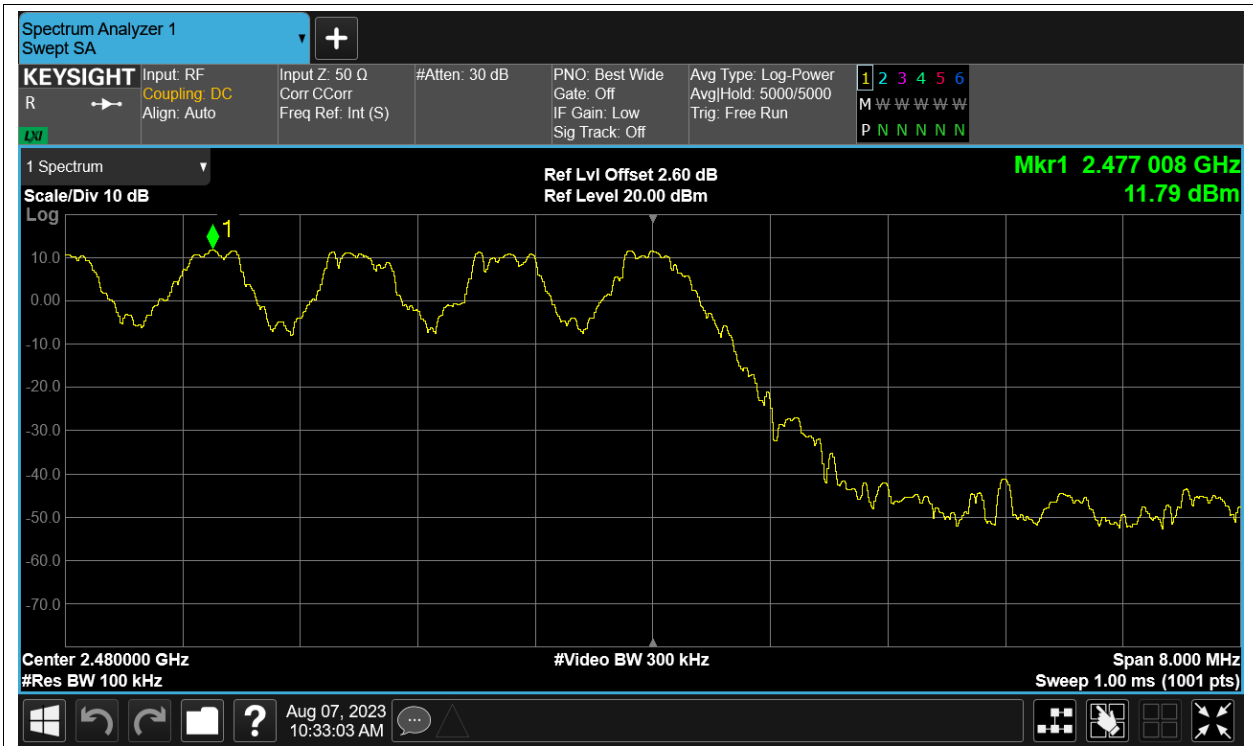 Spectrum Analyzer 1
Swept SA
+
KEYSIGHT
R
LXI
Input: RF
Coupling: DC
Align: Auto
Input Z: 50 Ω
Corr CCorr
Freq Ref: Int (S)
#Atten: 30 dB
PNO: Best Wide
Gate: Off
IF Gain: Low
Sig Track: Off
Avg Type: Log-Power
Avg|Hold: 5000/5000
Trig: Free Run
1 2 3 4 5 6
M W W W W W
P N N N N N
1 Spectrum
Scale/Div 10 dB
Log
Ref Lvl Offset 2.60 dB
Ref Level 20.00 dBm
Mkr1 2.477 008 GHz
11.79 dBm
1
10.0
0.00
-10.0
-20.0
-30.0
-40.0
-50.0
-60.0
-70.0
Center 2.480000 GHz
#Res BW 100 kHz
#Video BW 300 kHz
Span 8.000 MHz
Sweep 1.00 ms (1001 pts)
?
Aug 07, 2023
10:33:03 AM